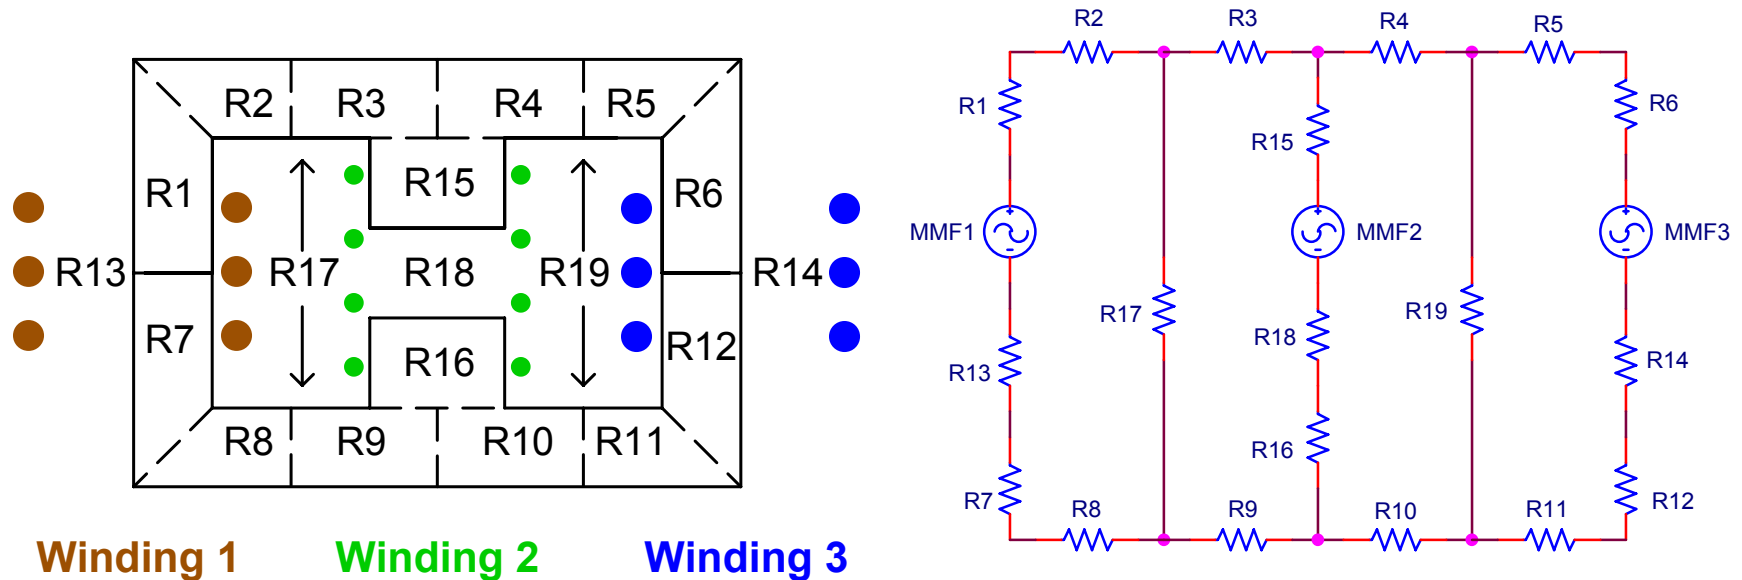 R2 R3 R4 R5
R1 R15 R6
R13 R17 R18 R19 R14
R7 R16 R12
R8 R9 R10 R11
Winding 1 Winding 2 Winding 3
R2 R3 R4 R5
R1 R6
R15
MMF1 MMF2 MMF3
R17 R19
R18
R13 R14
R16
R7 R12
R8 R9 R10 R11